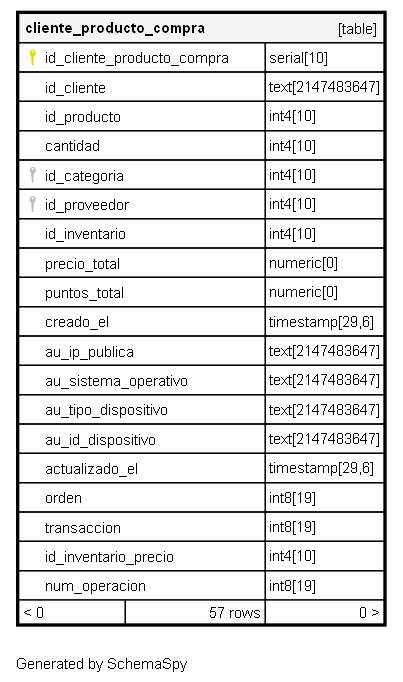 cliente_producto_compra [table]
id_cliente_producto_compra serial[10]
id_cliente text[2147483647]
id_producto int4[10]
cantidad int4[10]
id_categoria int4[10]
id_proveedor int4[10]
id_inventario int4[10]
precio_total numeric[0]
puntos_total numeric[0]
creado_el timestamp[29,6]
au_ip_publica text[2147483647]
au_sistema_operativo text[2147483647]
au_tipo_dispositivo text[2147483647]
au_id_dispositivo text[2147483647]
actualizado_el timestamp[29,6]
orden int8[19]
transaccion int8[19]
id_inventario_precio int4[10]
num_operacion int8[19]
< 0 57 rows 0 >
Generated by SchemaSpy